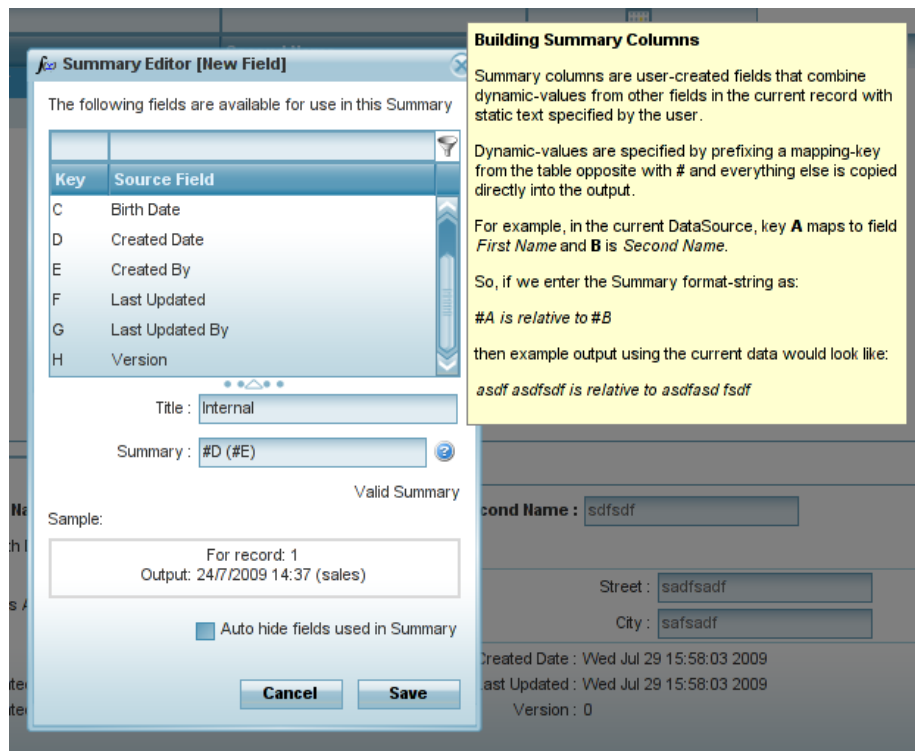 Summary Editor [New Field]
The following fields are available for use in this Summary
Key Source Field
C Birth Date
D Created Date
E Created By
F Last Updated
G Last Updated By
H Version
Title : Internal
Summary : #D (#E)
Valid Summary
Sample:
For record: 1
Output: 24/7/2009 14:37 (sales)
Auto hide fields used in Summary
Cancel Save
Building Summary Columns
Summary columns are user-created fields that combine
dynamic-values from other fields in the current record with
static text specified by the user.
Dynamic-values are specified by prefixing a mapping-key
from the table opposite with # and everything else is copied
directly into the output.
For example, in the current DataSource, key A maps to field
First Name and B is Second Name.
So, if we enter the Summary format-string as:
#A is relative to #B
then example output using the current data would look like:
asdf asdfsdf is relative to asdfasd fsdf
cond Name : sdfsdf
Street : sadfsadf
City : safsadf
Created Date : Wed Jul 29 15:58:03 2009
ast Updated : Wed Jul 29 15:58:03 2009
Version : 0